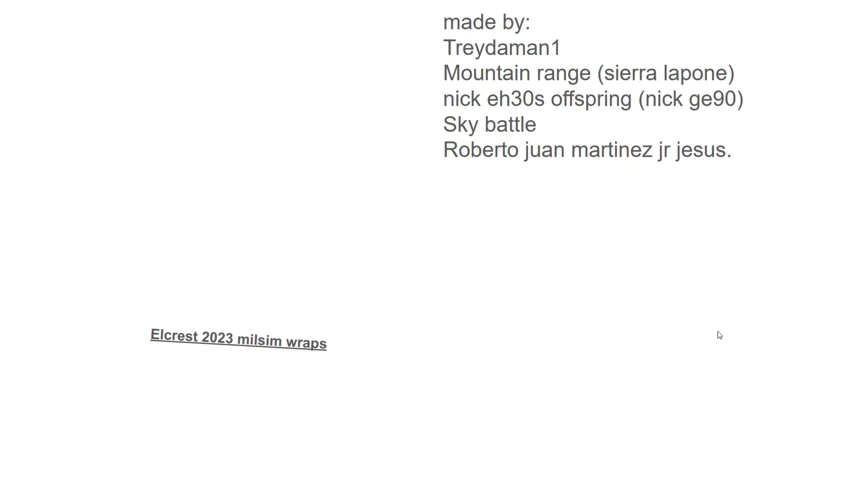 made by:
Treydaman1
Mountain range (sierra lapone)
nick eh30s offspring (nick ge90)
Sky battle
Roberto juan martinez jr jesus.
Elcrest 2023 milsim wraps